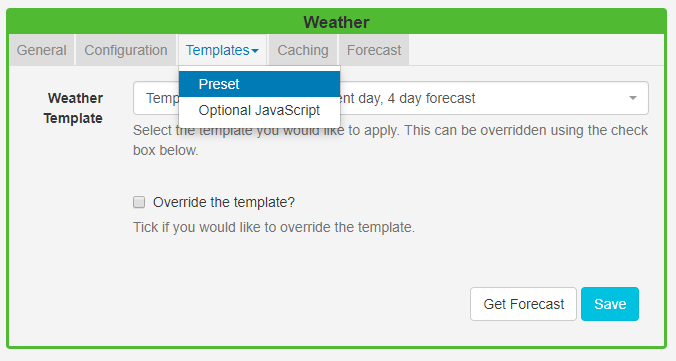 Weather
General Configuration Templates Caching Forecast
Preset
Optional JavaScript
Weather Template
Temp ent day, 4 day forecast
Select the template you would like to apply. This can be overridden using the check
box below.
Override the template?
Tick if you would like to override the template.
Get Forecast Save